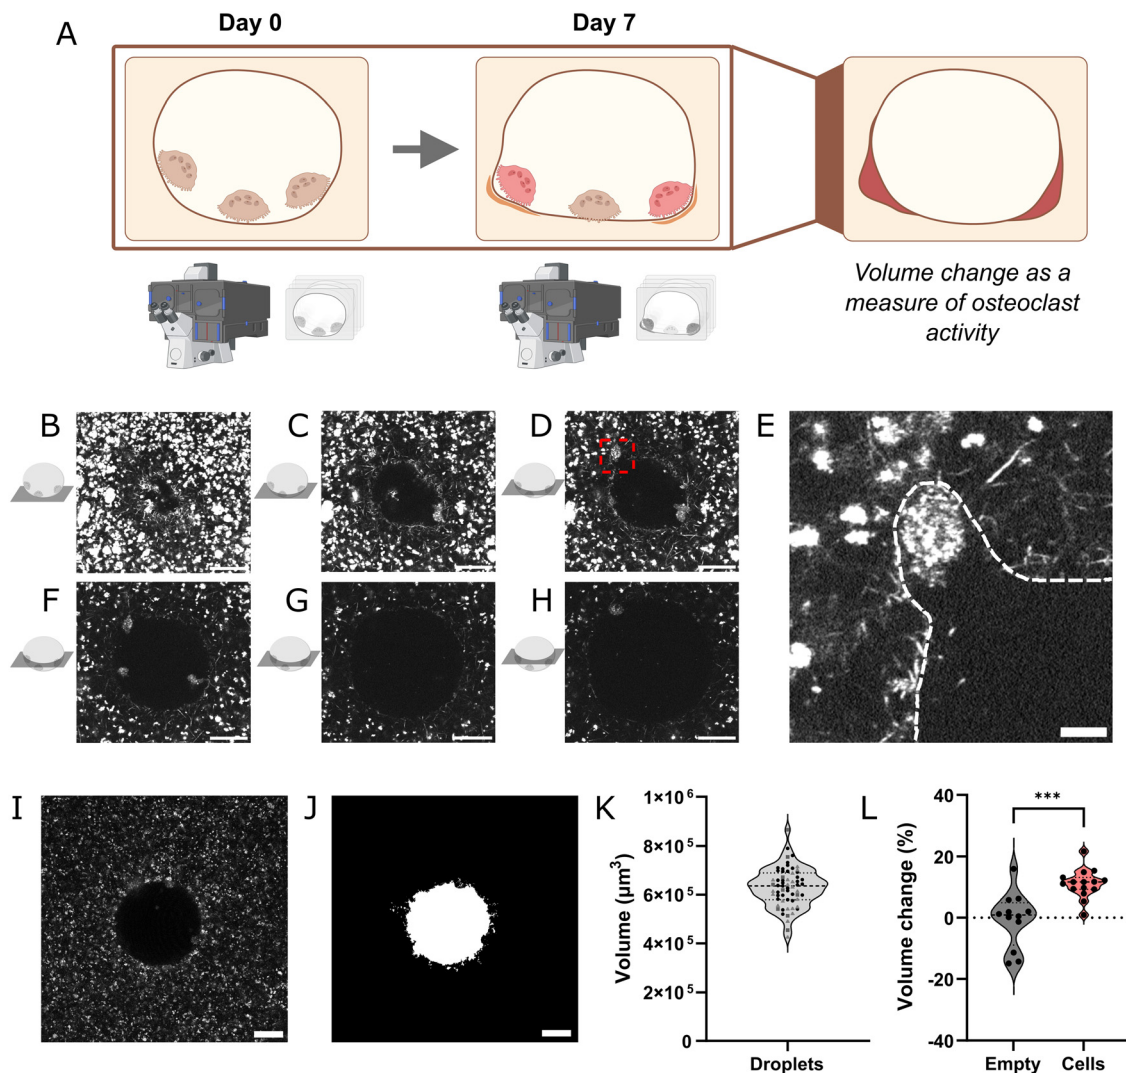 A
Day 0
Day 7
Volume change as a
measure of osteoclast
activity
B
C
D
E
F
G
H
I
J
K
1×10⁶
8×10⁵
6×10⁵
4×10⁵
2×10⁵
0
Volume (µm³)
Droplets
L
***
40
20
0
-20
-40
Volume change (%)
Empty
Cells